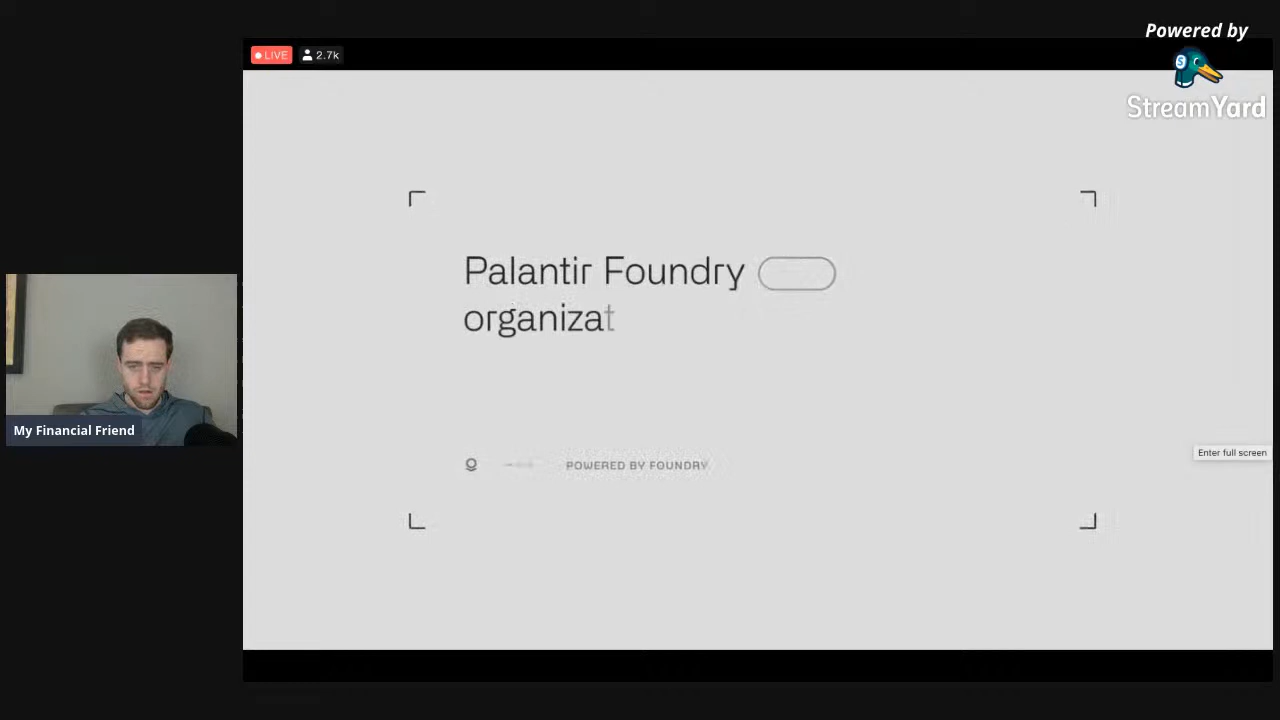 Powered by
StreamYard
LIVE
2.7k
Palantir Foundry
organizat
POWERED BY FOUNDRY
Enter full screen
My Financial Friend